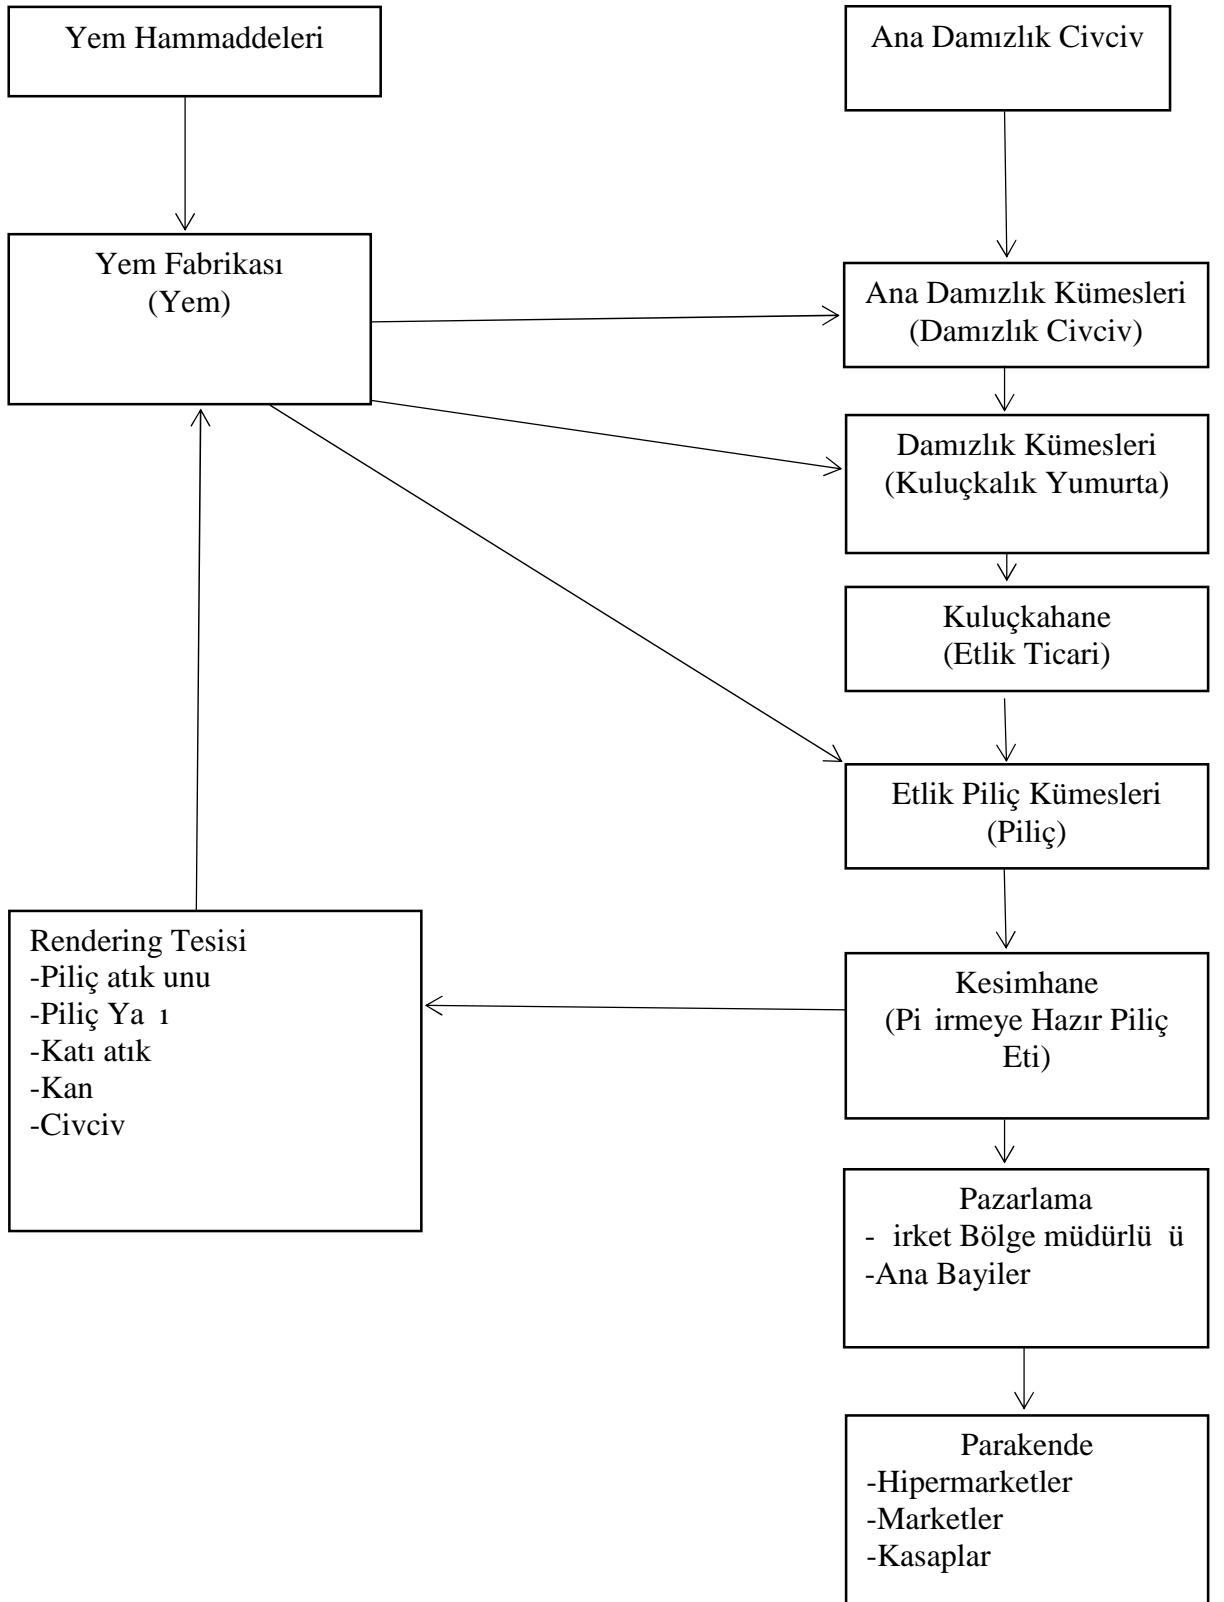 Yem Hammaddeleri
Ana Damızlık Civciv
Yem Fabrikası
(Yem)
Ana Damızlık Kümesleri
(Damızlık Civciv)
Damızlık Kümesleri
(Kuluçkalık Yumurta)
Kuluçkahane
(Etlik Ticari)
Etlik Piliç Kümesleri
(Piliç)
Rendering Tesisi
-Piliç atık unu
-Piliç Ya ı
-Katı atık
-Kan
-Civciv
Kesimhane
(Pi irmeye Hazır Piliç
Eti)
Pazarlama
- irket Bölge müdürlü ü
-Ana Bayiler
Parakende
-Hipermarketler
-Marketler
-Kasaplar